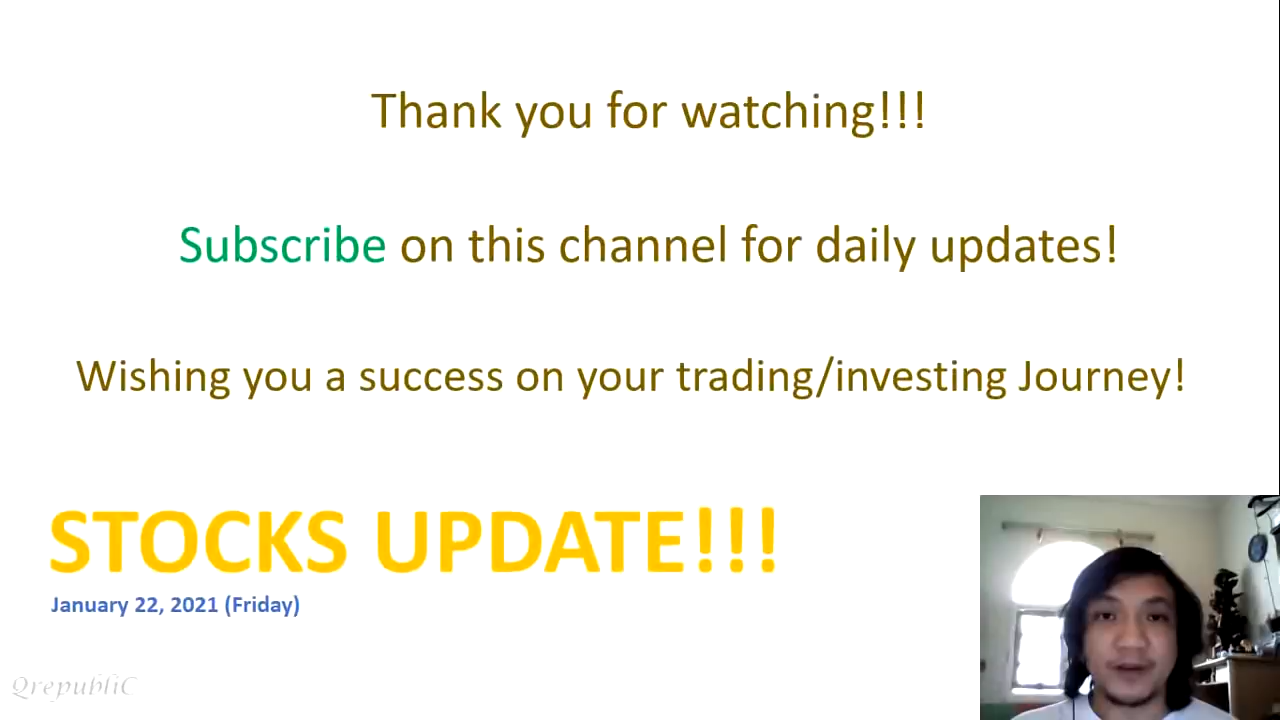 Thank you for watching!!!
Subscribe on this channel for daily updates!
Wishing you a success on your trading/investing Journey!
STOCKS UPDATE!!!
January 22, 2021 (Friday)
QrepubliC